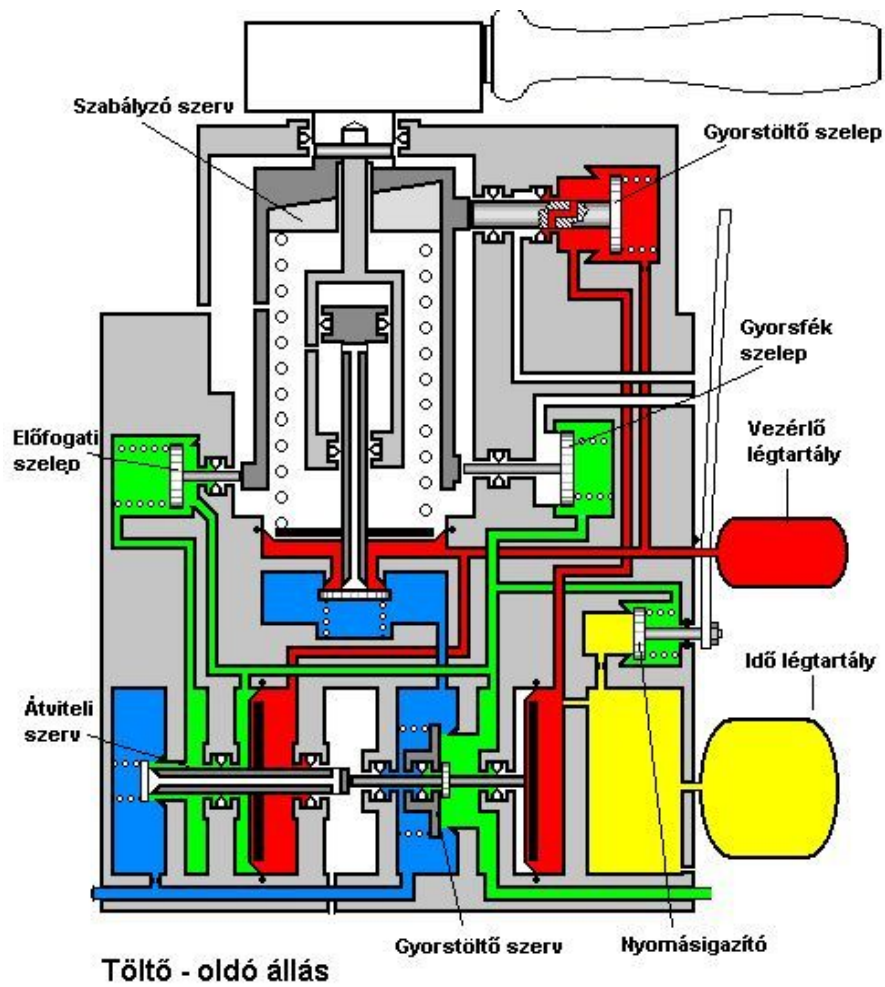 Szabályzó szerv
Gyorstöltő szelep
Gyorsfék
szelep
Előfogati
szelep
Vezérlő
légtartály
Idő légtartály
Átviteli
szerv
Gyorstöltő szerv
Nyomásigazító
Töltő - oldó állás